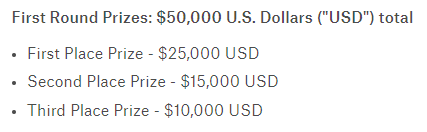 First Round Prizes: $50,000 U.S. Dollars ("USD") total
• First Place Prize - $25,000 USD
• Second Place Prize - $15,000 USD
• Third Place Prize - $10,000 USD